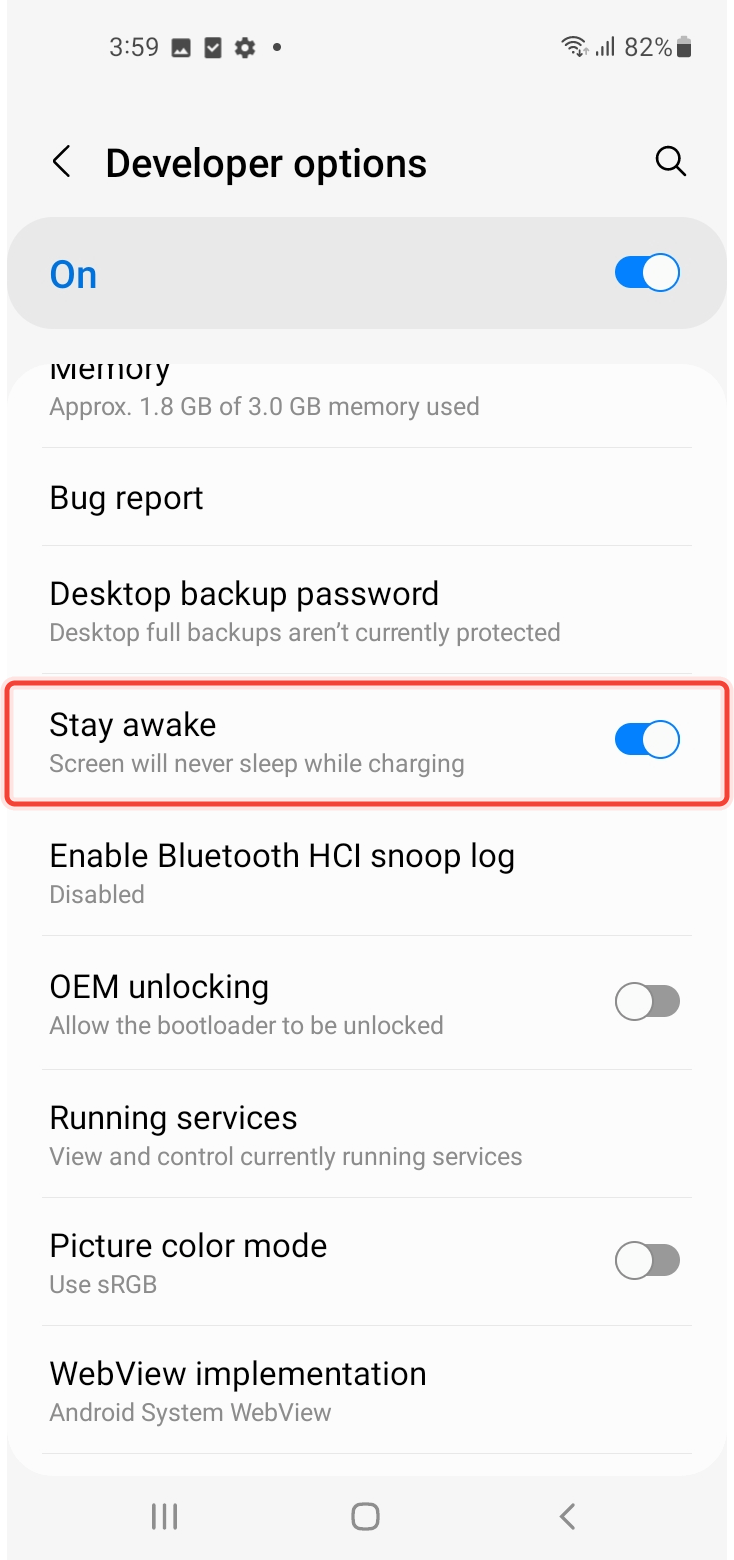 3:59 82%
Developer options
On
Memory
Approx. 1.8 GB of 3.0 GB memory used
Bug report
Desktop backup password
Desktop full backups aren’t currently protected
Stay awake
Screen will never sleep while charging
Enable Bluetooth HCI snoop log
Disabled
OEM unlocking
Allow the bootloader to be unlocked
Running services
View and control currently running services
Picture color mode
Use sRGB
WebView implementation
Android System WebView